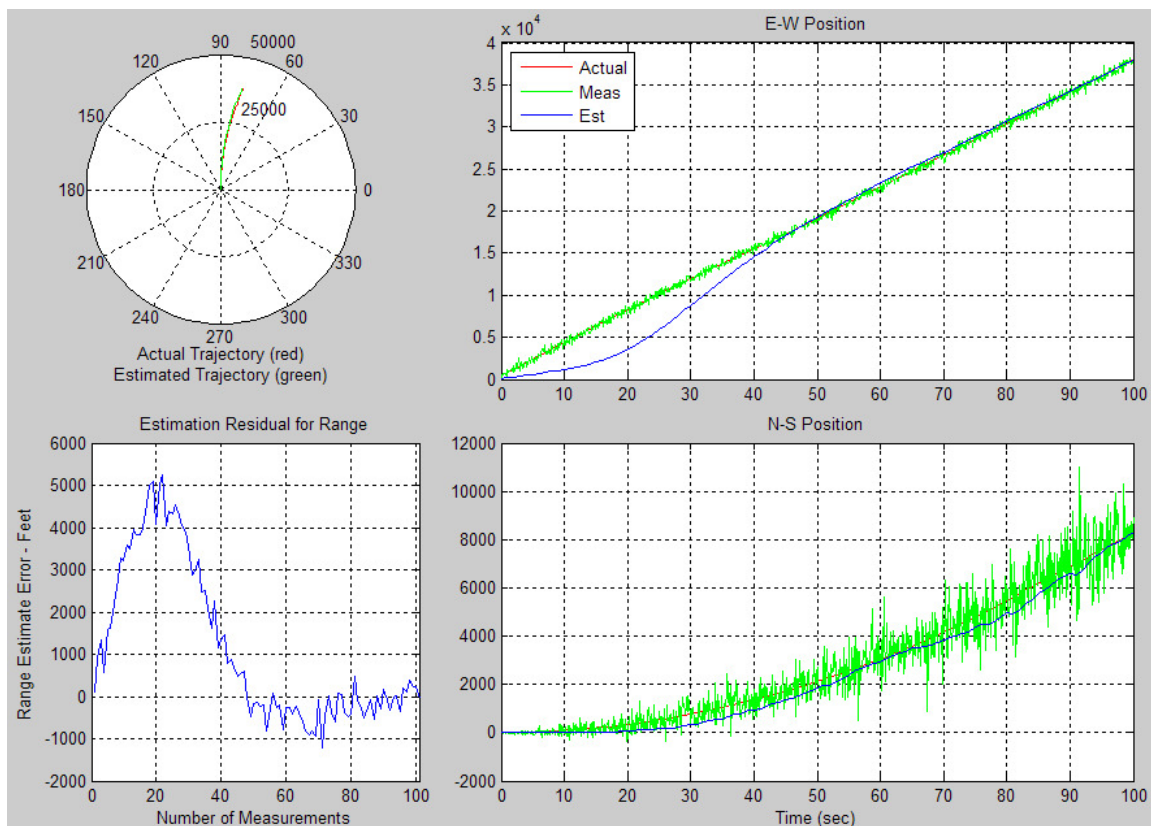 90
50000
120
60
150
25000
30
180
0
210
330
240
300
270
Actual Trajectory (red)
Estimated Trajectory (green)
E-W Position
x 10^4
4
3.5
3
2.5
2
1.5
1
0.5
0
Actual
Meas
Est
0 10 20 30 40 50 60 70 80 90 100
Estimation Residual for Range
Range Estimate Error - Feet
6000
5000
4000
3000
2000
1000
0
-1000
-2000
0 20 40 60 80 100
Number of Measurements
N-S Position
12000
10000
8000
6000
4000
2000
0
-2000
0 10 20 30 40 50 60 70 80 90 100
Time (sec)